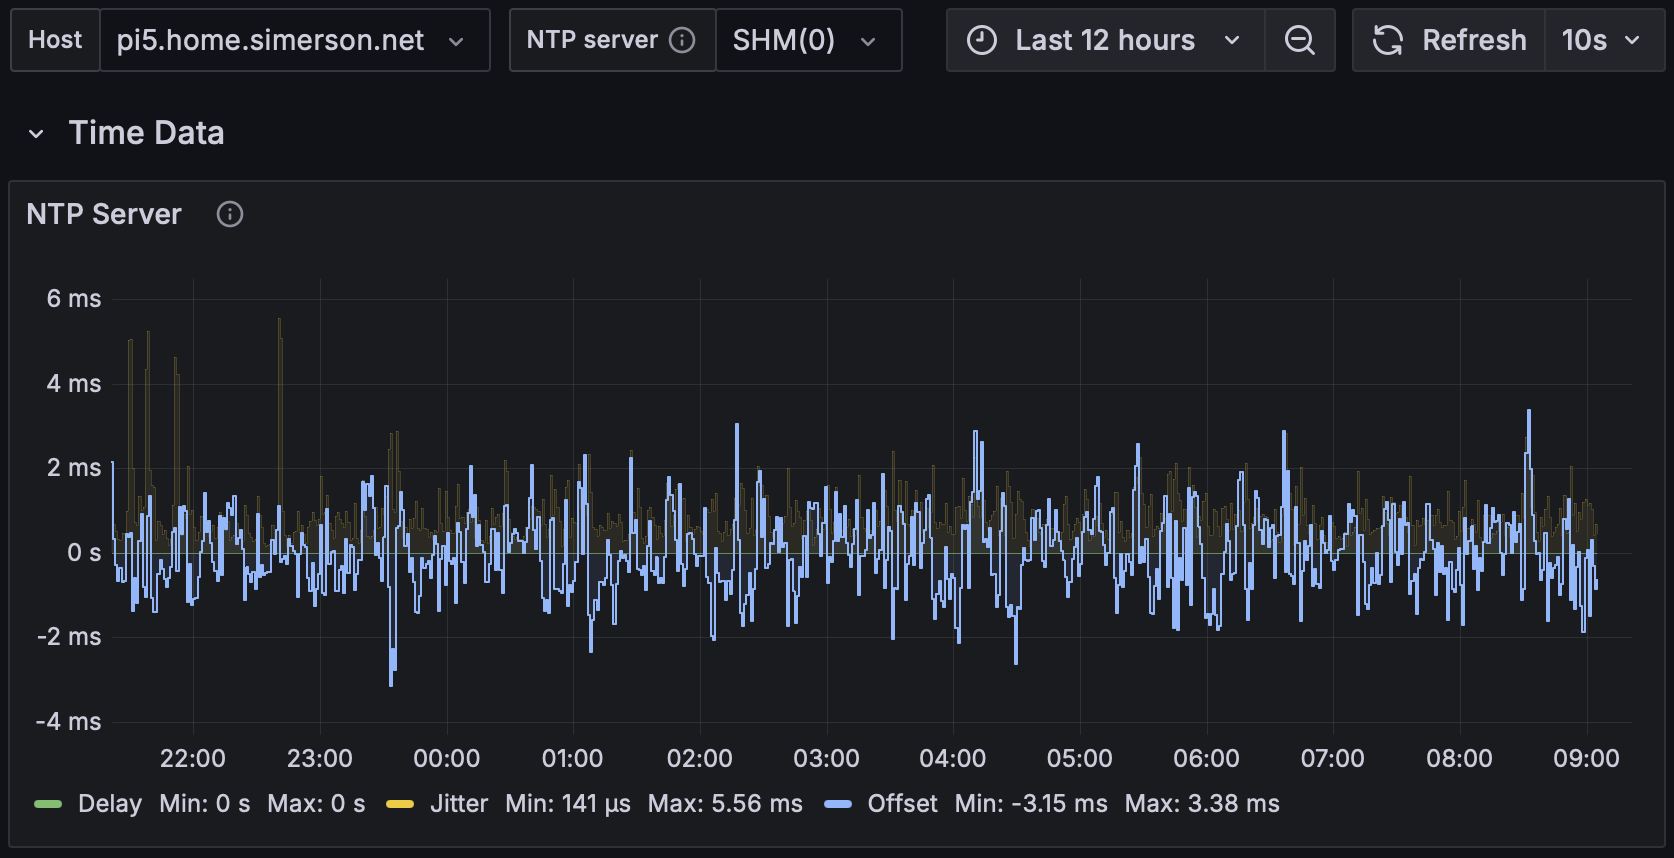 Host pi5.home.simerson.net NTP server SHM(0) Last 12 hours Refresh 10s
Time Data
NTP Server
6 ms
4 ms
2 ms
0 s
-2 ms
-4 ms
22:00 23:00 00:00 01:00 02:00 03:00 04:00 05:00 06:00 07:00 08:00 09:00
Delay Min: 0 s Max: 0 s Jitter Min: 141 µs Max: 5.56 ms Offset Min: -3.15 ms Max: 3.38 ms